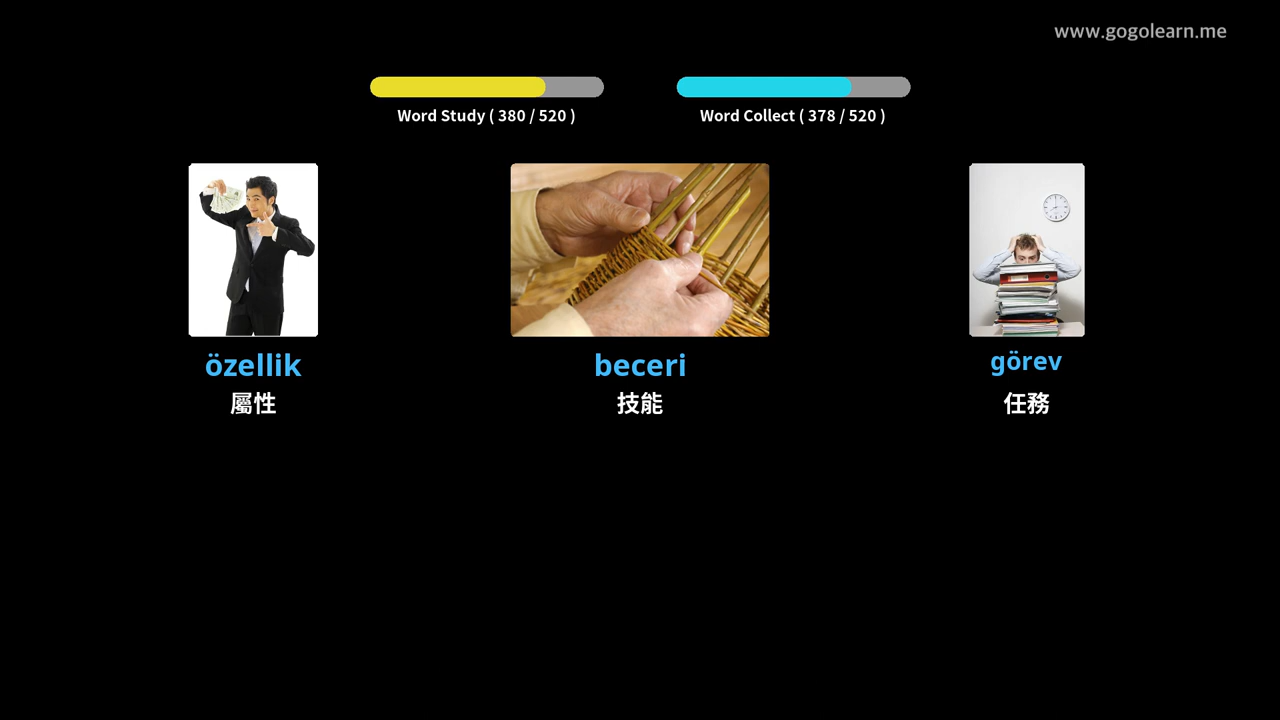 www.gogolearn.me
Word Study ( 380 / 520 )
Word Collect ( 378 / 520 )
özellik
屬性
beceri
技能
görev
任務